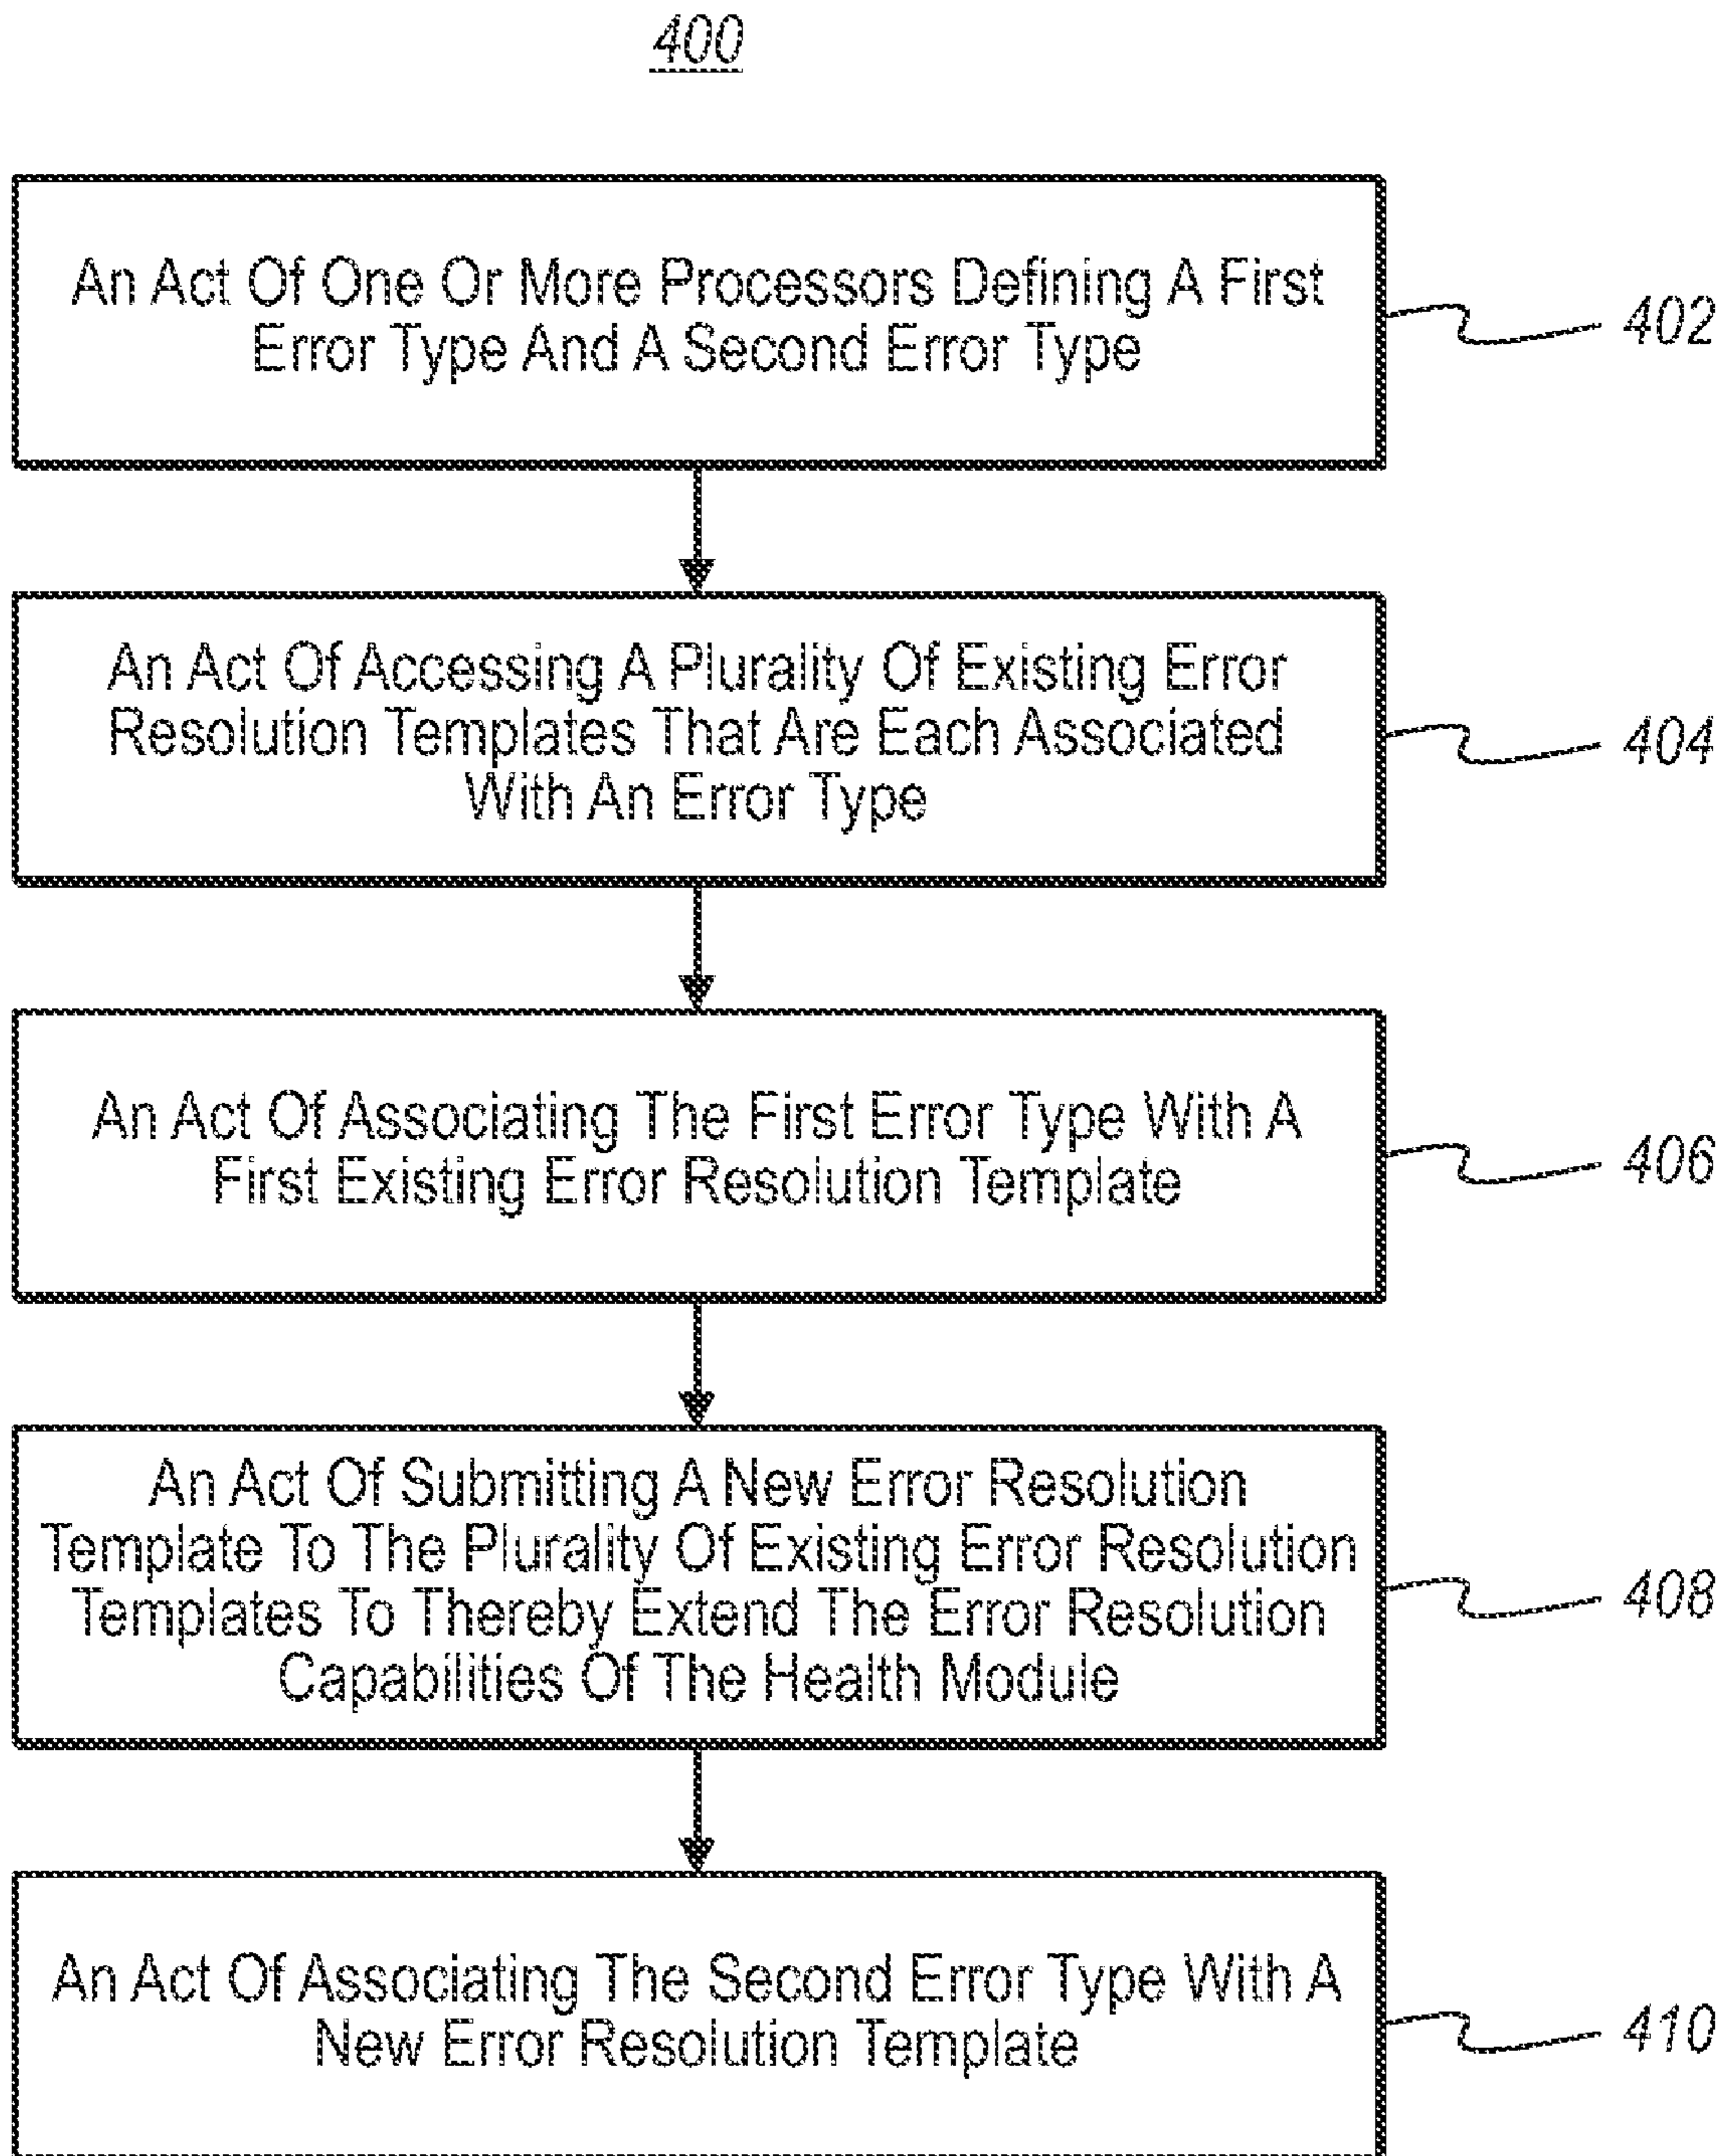 400
An Act Of One Or More Processors Defining A First
Error Type And A Second Error Type
402
An Act Of Accessing A Plurality Of Existing Error
Resolution Templates That Are Each Associated
With An Error Type
404
An Act Of Associating The First Error Type With A
First Existing Error Resolution Template
406
An Act Of Submitting A New Error Resolution
Template To The Plurality Of Existing Error Resolution
Templates To Thereby Extend The Error Resolution
Capabilities Of The Health Module
408
An Act Of Associating The Second Error Type With A
New Error Resolution Template
410